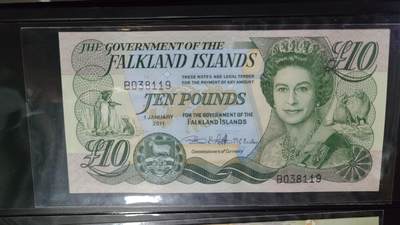 THE GOVERNMENT OF THE
FALKLAND ISLANDS
£10
THESE NOTES ARE LEGAL TENDER
FOR THE PAYMENT OF ANY AMOUNT
B038119
TEN POUNDS
1 JANUARY
2011
FOR THE GOVERNMENT OF THE
FALKLAND ISLANDS
Commissioners of Currency
£10
B038119